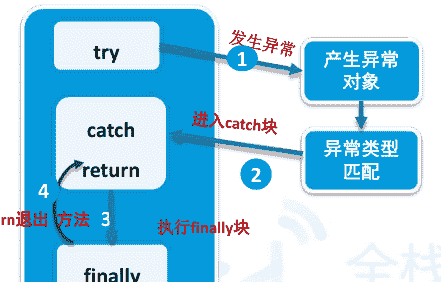 try
发生异常
1
产生异常
对象
catch
return
进入catch块
2
异常类型
匹配
4
rn退出 方法
3
执行finally块
finally
全栈